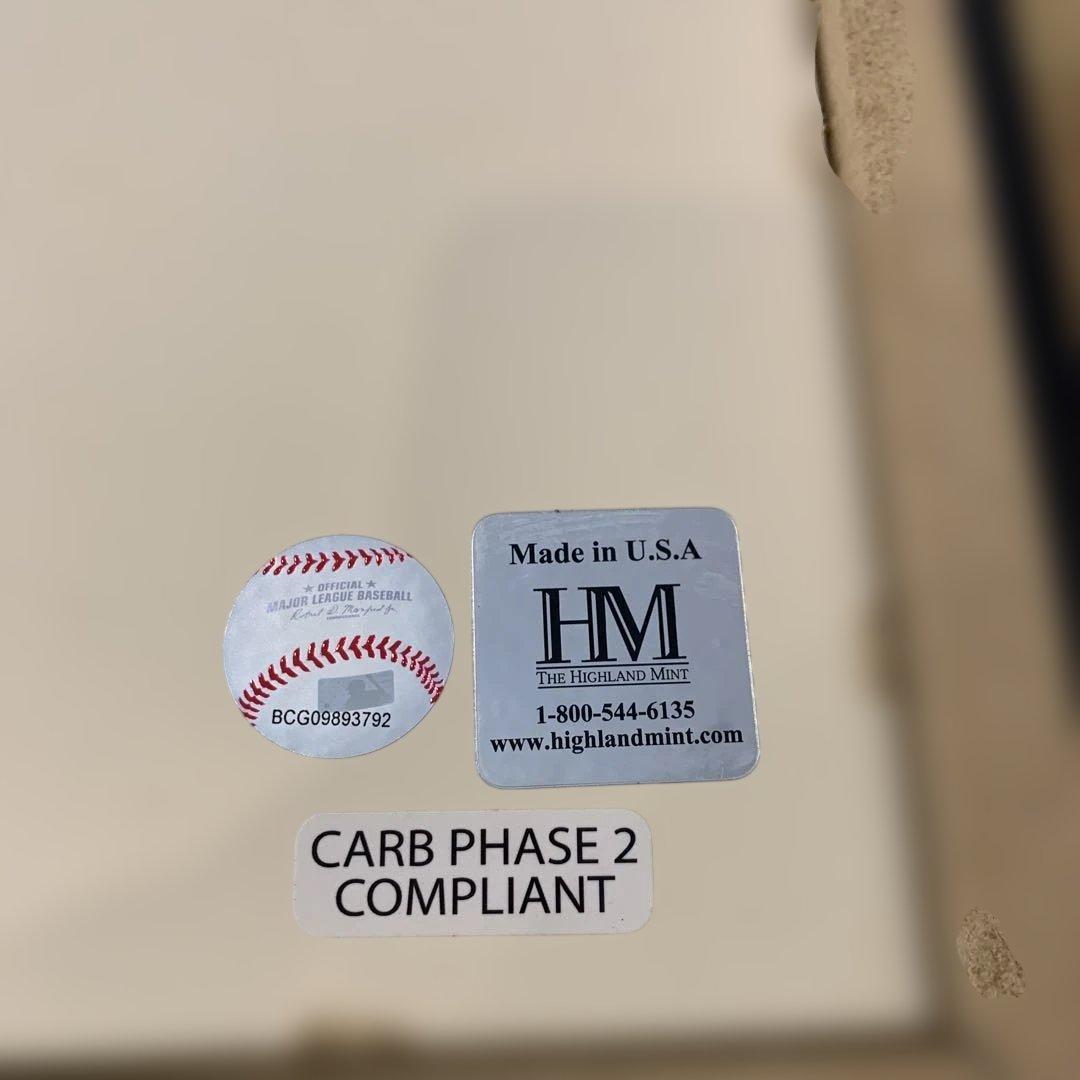 ★ OFFICIAL ★
MAJOR LEAGUE BASEBALL
BCG09893792
Made in U.S.A
HM
THE HIGHLAND MINT
1-800-544-6135
www.highlandmint.com
CARB PHASE 2
COMPLIANT